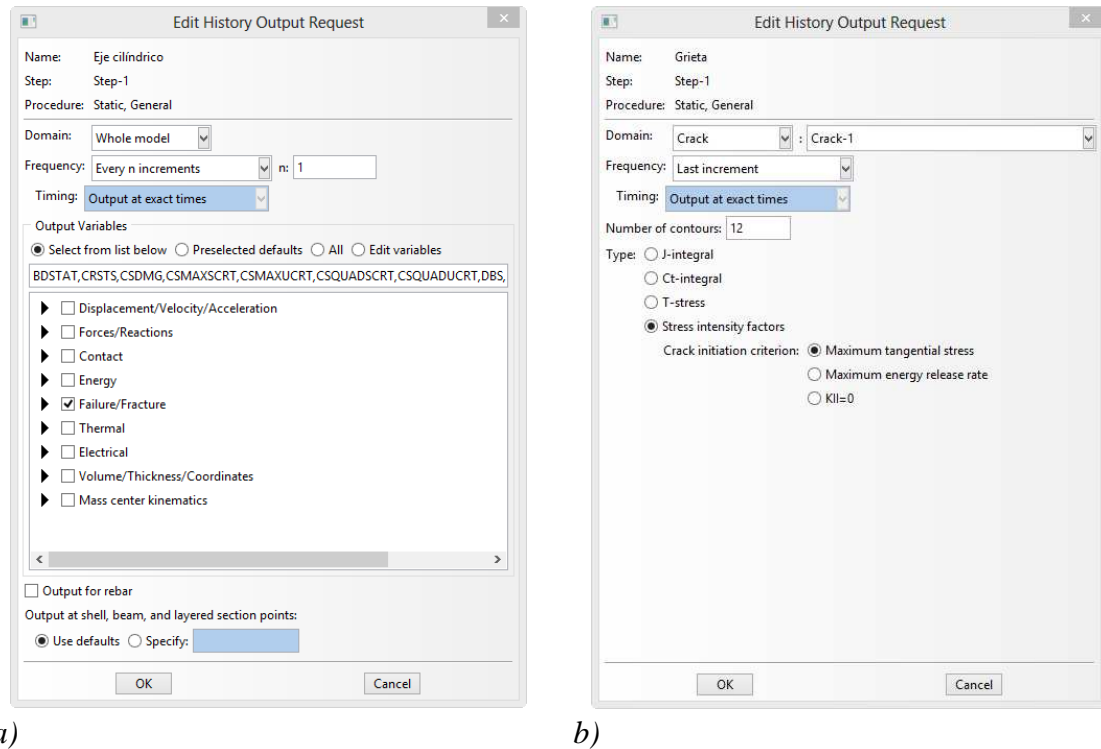 Edit History Output Request
Name: Eje cilíndrico
Step: Step-1
Procedure: Static, General
Domain: Whole model
Frequency: Every n increments n: 1
Timing: Output at exact times
Output Variables
Select from list below Preselected defaults All Edit variables
BDSTAT,CRSTS,CSDMG,CSMAXSCRT,CSMAXUCRT,CSQUADSCRT,CSQUADUCRT,DBS,
Displacement/Velocity/Acceleration
Forces/Reactions
Contact
Energy
Failure/Fracture
Thermal
Electrical
Volume/Thickness/Coordinates
Mass center kinematics
Output for rebar
Output at shell, beam, and layered section points:
Use defaults Specify:
OK Cancel
a)
Edit History Output Request
Name: Grieta
Step: Step-1
Procedure: Static, General
Domain: Crack : Crack-1
Frequency: Last increment
Timing: Output at exact times
Number of contours: 12
Type: J-integral
Ct-integral
T-stress
Stress intensity factors
Crack initiation criterion: Maximum tangential stress
Maximum energy release rate
KII=0
OK Cancel
b)